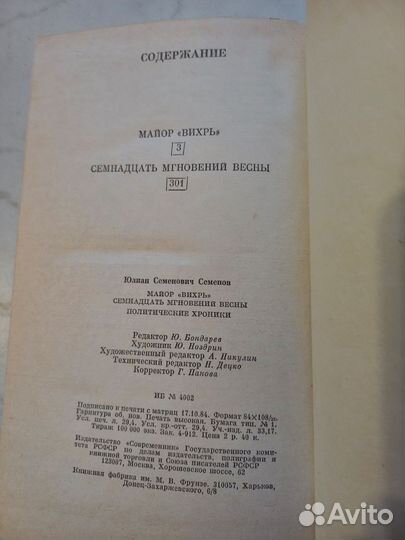 СОДЕРЖАНИЕ
МАЙОР «ВИХРЬ»
3
СЕМНАДЦАТЬ МГНОВЕНИЙ ВЕСНЫ
301
Юлиан Семенович Семенов
МАЙОР «ВИХРЬ»
СЕМНАДЦАТЬ МГНОВЕНИЙ ВЕСНЫ
ПОЛИТИЧЕСКИЕ ХРОНИКИ
Редактор Ю. Бондарев
Художник Ю. Ноздрин
Художественный редактор А. Никулин
Технический редактор Н. Децко
Корректор Г. Панова
ИБ № 4002
Подписано к печати с матриц 17.10.84. Формат 84×108/32.
Гарнитура об. нов. Печать высокая. Бумага тип. № 1.
Усл. печ. л. 29,4. Усл. кр.-отт. 29,4. Уч.-изд. л. 33,17.
Тираж 100 000 экз. Зак. 4-912. Цена 2 р. 40 к.
Издательство «Современник» Государственного коми-
тета РСФСР по делам издательств, полиграфии и
книжной торговли и Союза писателей РСФСР
123007, Москва, Хорошевское шоссе, 62
Книжная фабрика им. М. В. Фрунзе, 310057, Харьков,
Донец-Захаржевского, 6/8
Avito